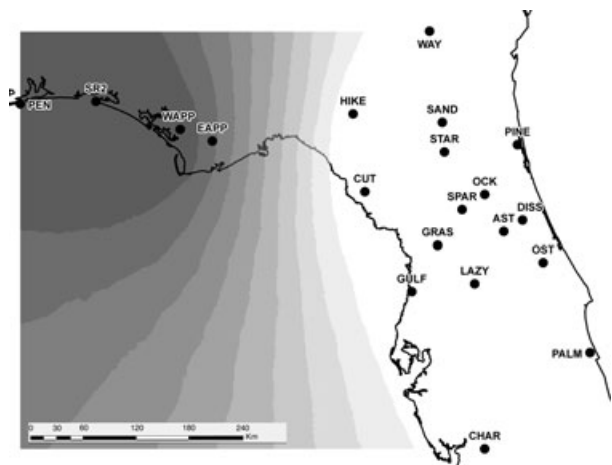 WAY
HIKE
SAND
SR2
PEN
WAPP
EAPP
STAR
PINE
CUT
OCK
SPAR
DISS
AST
GRAS
OST
GULF
LAZY
PALM
CHAR
0 15 30 60 120 180 240
Km